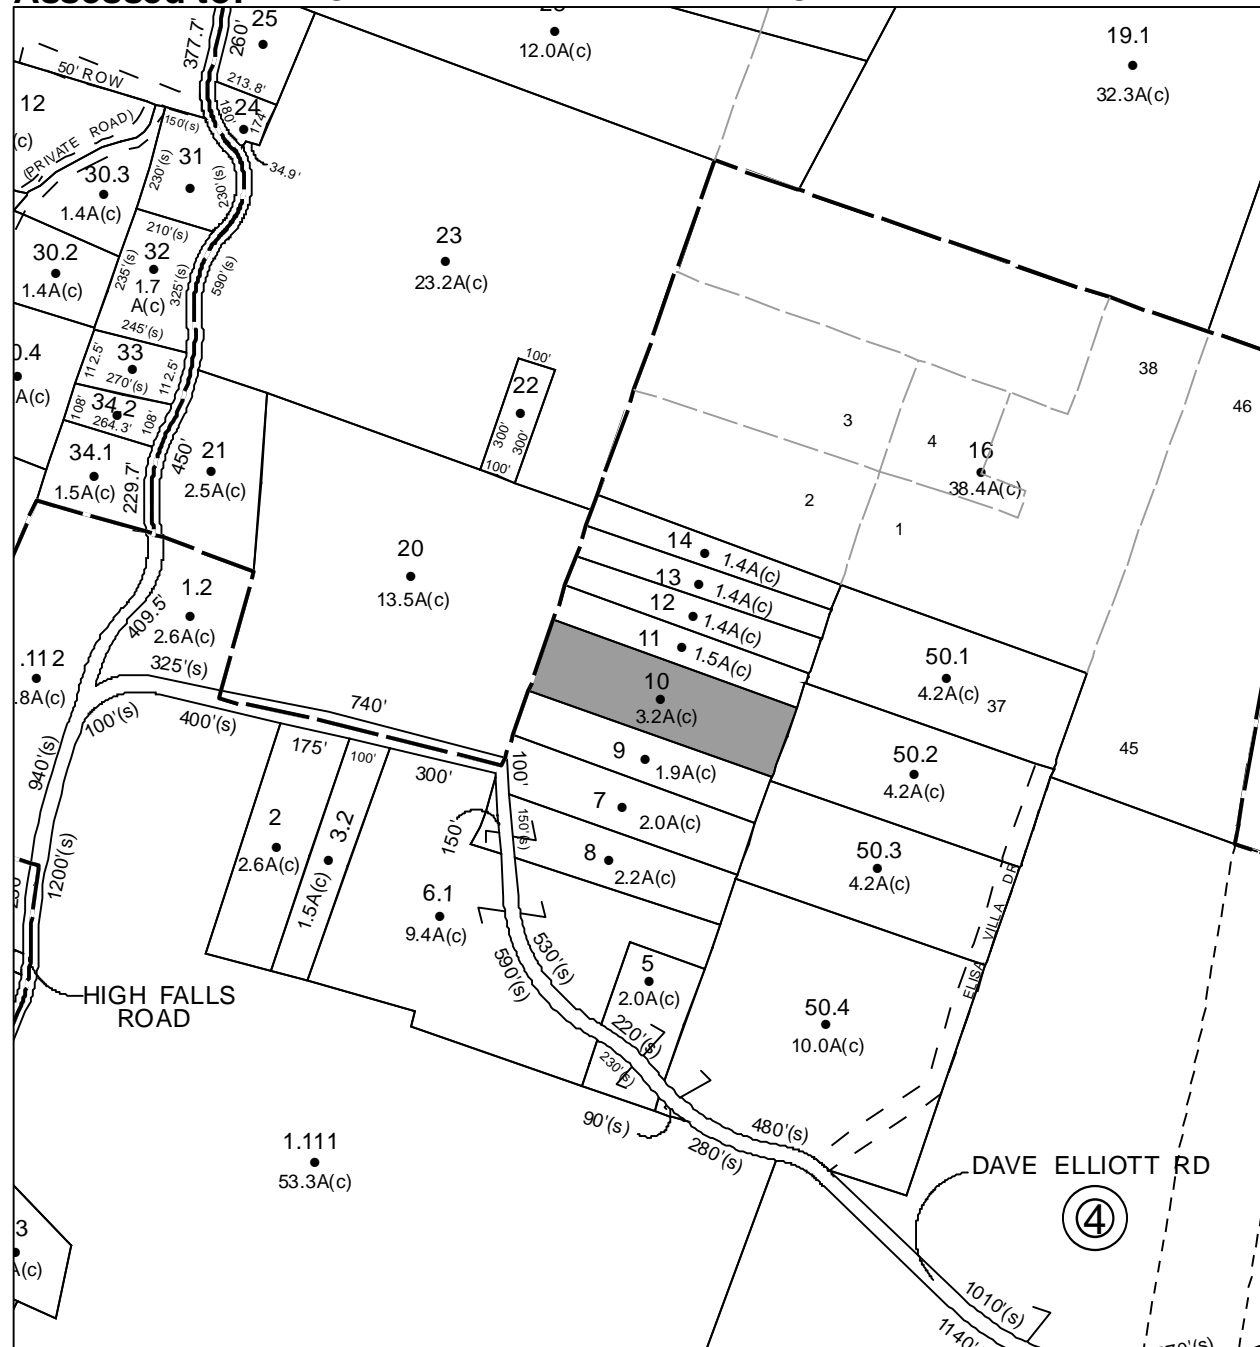 Assessed to:
25
260'
377.7'
213.8'
12.0A(c)
19.1
32.3A(c)
50' ROW
12
(c)
(PRIVATE ROAD)
24
180'
174'
150'(s)
34.9'
31
230'(s)
230'(s)
30.3
1.4A(c)
210'(s)
30.2
1.4A(c)
32
1.7
A(c)
235'(s)
325'(s)
590'(s)
245'(s)
23
23.2A(c)
33
270'(s)
112.5'
112.5'
0.4
A(c)
34.2
264.3'
108'
108'
34.1
1.5A(c)
229.7'
450'
21
2.5A(c)
100'
22
300'
300'
100'
38
46
3
4
16
38.4A(c)
2
1
20
13.5A(c)
14
1.4A(c)
13
1.4A(c)
12
1.4A(c)
11
1.5A(c)
10
3.2A(c)
1.2
2.6A(c)
409.5'
325'(s)
.112
.8A(c)
100'(s)
400'(s)
740'
175'
100'
300'
100'
50.1
4.2A(c)
37
45
9
1.9A(c)
50.2
4.2A(c)
7
2.0A(c)
8
2.2A(c)
50.3
4.2A(c)
940'(s)
1200'(s)
2
2.6A(c)
3.2
1.5A(c)
150'
150'(s)
6.1
9.4A(c)
530'(s)
590'(s)
5
2.0A(c)
220'(s)
230'(s)
ELISA VILLA DR
50.4
10.0A(c)
HIGH FALLS
ROAD
90'(s)
280'(s)
480'(s)
1.111
53.3A(c)
DAVE ELLIOTT RD
4
3
A(c)
1010'(s)
1140'